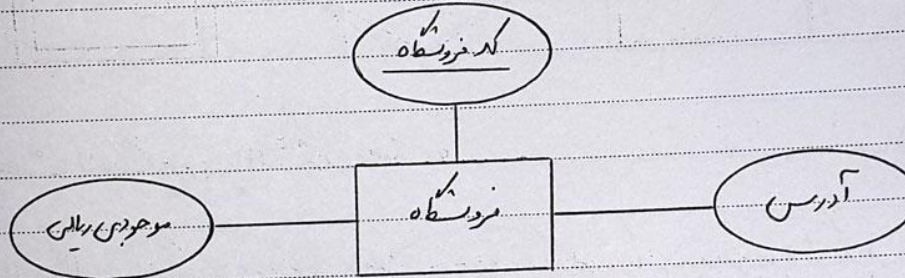 کد فروشگاه
فروشگاه
آدرس
موجودی ریالی